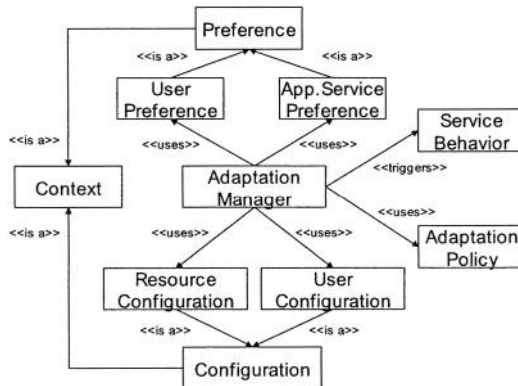 Preference
<<is a>> <<is a>>
User Preference
App.Service Preference
<<is a>>
<<uses>> <<uses>>
Service Behavior
<<triggers>>
Context
Adaptation Manager
<<uses>>
<<is a>>
<<uses>> <<uses>>
Adaptation Policy
Resource Configuration
User Configuration
<<is a>> <<is a>>
Configuration